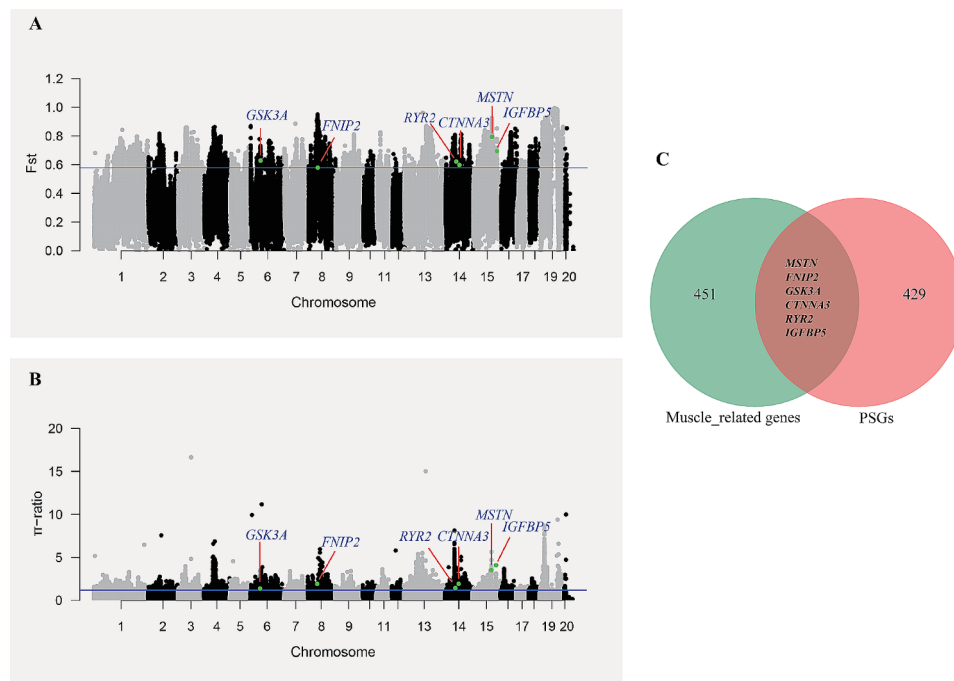 A
Fst
1.2
1.0
0.8
0.6
0.4
0.2
0.0
GSK3A
FNIP2
RYR2
CTNNA3
MSTN
IGFBP5
1 2 3 4 5 6 7 8 9 11 13 14 15 17 19 20
Chromosome
B
π-ratio
20
15
10
5
0
GSK3A
FNIP2
RYR2
CTNNA3
MSTN
IGFBP5
1 2 3 4 5 6 7 8 9 11 13 14 15 17 19 20
Chromosome
C
451
MSTN
FNIP2
GSK3A
CTNNA3
RYR2
IGFBP5
429
Muscle_related genes
PSGs